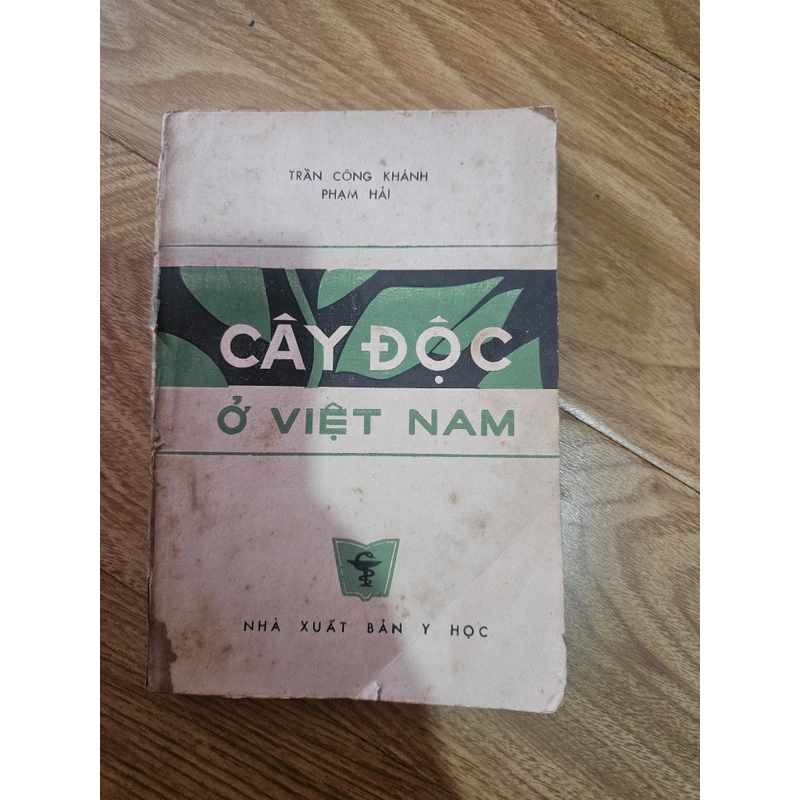 TRẦN CÔNG KHÁNH
PHẠM HẢI
CÂY ĐỘC
Ở VIỆT NAM
NHÀ XUẤT BẢN Y HỌC